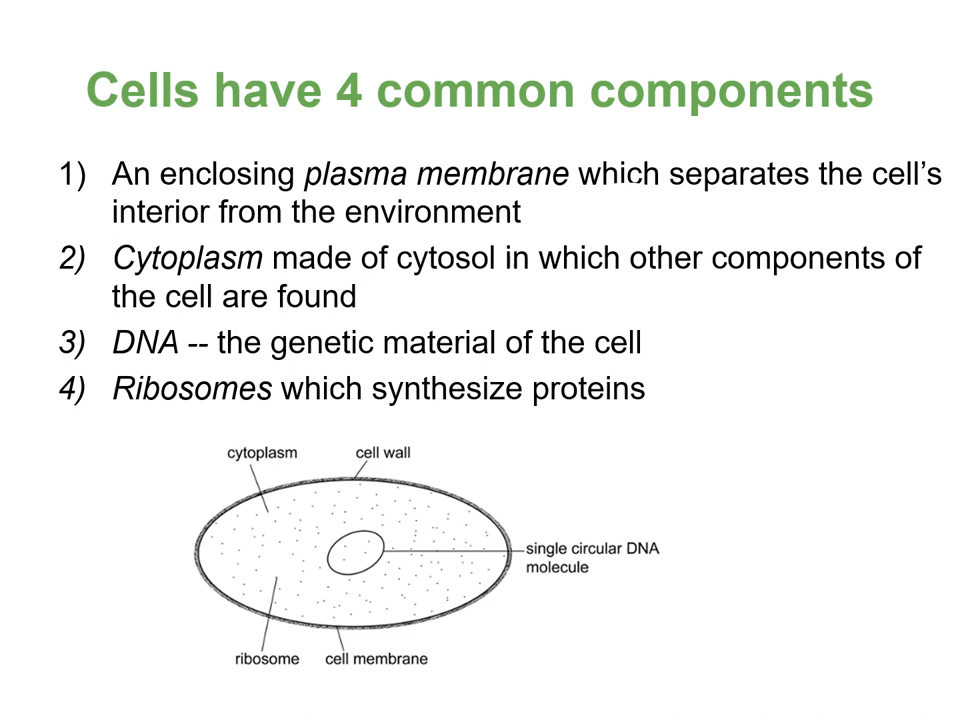 Cells have 4 common components
1) An enclosing plasma membrane which separates the cell’s
interior from the environment
2) Cytoplasm made of cytosol in which other components of
the cell are found
3) DNA -- the genetic material of the cell
4) Ribosomes which synthesize proteins
cytoplasm
cell wall
single circular DNA
molecule
ribosome
cell membrane